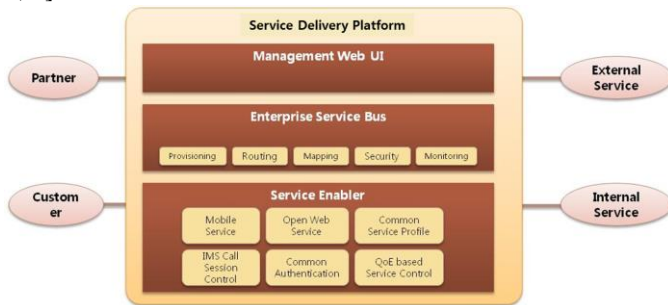 Service Delivery Platform
Management Web UI
Partner
External
Service
Enterprise Service Bus
Provisioning
Routing
Mapping
Security
Monitoring
Service Enabler
Custom
er
Internal
Service
Mobile
Service
Open Web
Service
Common
Service Profile
IMS Call
Session
Control
Common
Authentication
QoE based
Service Control